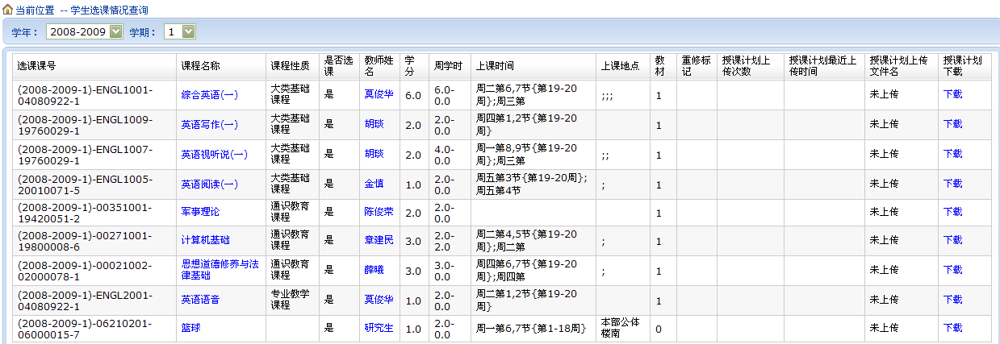 当前位置 -- 学生选课情况查询
学年： 2008-2009 学期： 1
选课课号 课程名称 课程性质 是否选课 教师姓名 学分 周学时 上课时间 上课地点 教材 重修标记 授课计划上传次数 授课计划最近上传时间 授课计划上传文件名 授课计划下载
(2008-2009-1)-ENGL1001-04080922-1 综合英语(一) 大类基础课程 是 莫俊华 6.0 6.0-0.0 周二第6,7节{第19-20周};周三第 ;;; 1 未上传 下载
(2008-2009-1)-ENGL1009-19760029-1 英语写作(一) 大类基础课程 是 胡琰 2.0 2.0-0.0 周四第1,2节{第19-20周} 1 未上传 下载
(2008-2009-1)-ENGL1007-19760029-1 英语视听说(一) 大类基础课程 是 胡琰 2.0 4.0-0.0 周一第8,9节{第19-20周};周三第 ;; 1 未上传 下载
(2008-2009-1)-ENGL1005-20010071-5 英语阅读(一) 大类基础课程 是 金慎 1.0 2.0-0.0 周五第3节{第19-20周};周五第4节 ; 1 未上传 下载
(2008-2009-1)-00351001-19420051-2 军事理论 通识教育课程 是 陈俊荣 2.0 2.0-0.0 1 未上传 下载
(2008-2009-1)-00271001-19800008-6 计算机基础 通识教育课程 是 章建民 3.0 2.0-2.0 周二第4,5节{第19-20周};周二第 ; 1 未上传 下载
(2008-2009-1)-00021002-02000078-1 思想道德修养与法律基础 通识教育课程 是 薛曦 3.0 3.0-0.0 周四第6,7节{第19-20周};周四第 ; 1 未上传 下载
(2008-2009-1)-ENGL2001-04080922-1 英语语音 专业教学课程 是 莫俊华 1.0 2.0-0.0 周二第1,2节{第19-20周} 1 未上传 下载
(2008-2009-1)-06210201-06000015-7 篮球 是 研究生 1.0 2.0-0.0 周一第6,7节{第1-18周} 本部公体楼南 0 未上传 下载